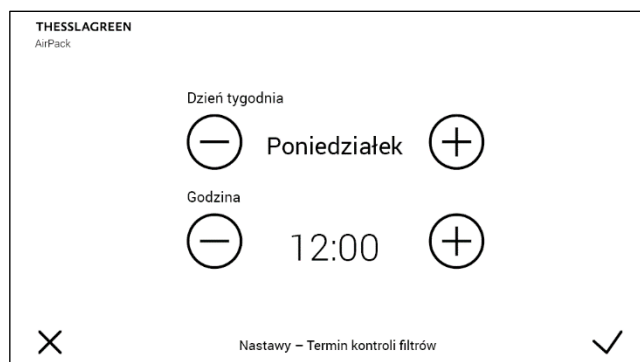 THESSLAGREEN
AirPack
Dzień tygodnia
Poniedziałek
Godzina
12:00
Nastawy – Termin kontroli filtrów